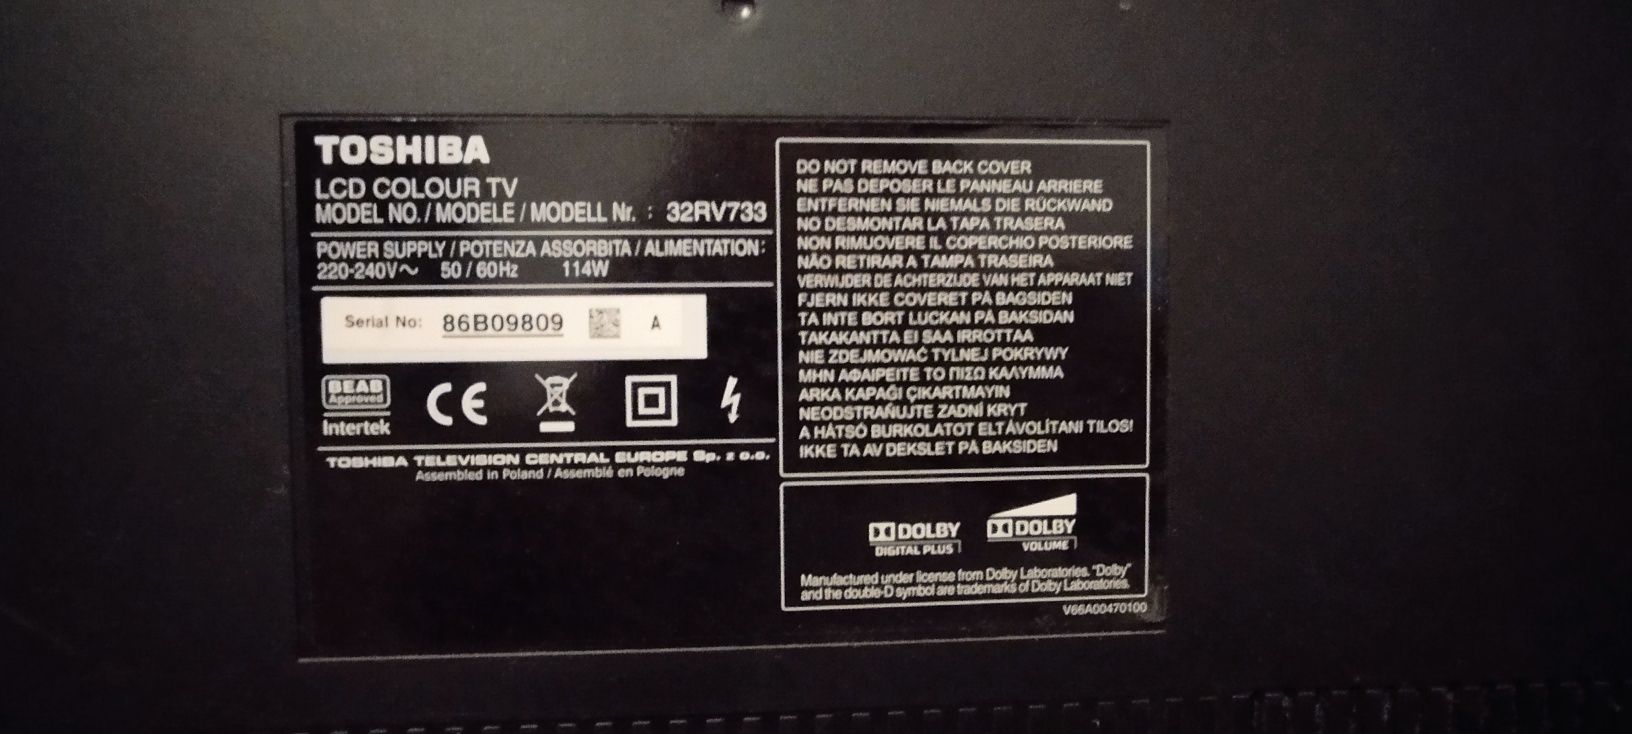 TOSHIBA
LCD COLOUR TV
MODEL NO. / MODELE / MODELL Nr. : 32RV733
POWER SUPPLY / POTENZA ASSORBITA / ALIMENTATION:
220-240V～ 50 / 60Hz 114W
Serial No: 86B09809 A
BEAB
Approved
Intertek
CE
TOSHIBA TELEVISION CENTRAL EUROPE Sp. z o.o.
Assembled in Poland / Assemblé en Pologne
DO NOT REMOVE BACK COVER
NE PAS DEPOSER LE PANNEAU ARRIERE
ENTFERNEN SIE NIEMALS DIE RÜCKWAND
NO DESMONTAR LA TAPA TRASERA
NON RIMUOVERE IL COPERCHIO POSTERIORE
NÃO RETIRAR A TAMPA TRASEIRA
VERWIJDER DE ACHTERZIJDE VAN HET APPARAAT NIET
FJERN IKKE COVERET PÅ BAGSIDEN
TA INTE BORT LUCKAN PÅ BAKSIDAN
TAKAKANTTA EI SAA IRROTTAA
NIE ZDEJMOWAĆ TYLNEJ POKRYWY
ΜΗΝ ΑΦΑΙΡΕΙΤΕ ΤΟ ΠΙΣΩ ΚΑΛΥΜΜΑ
ARKA KAPAĞI ÇIKARTMAYIN
NEODSTRAŇUJTE ZADNÍ KRYT
A HÁTSÓ BURKOLATOT ELTÁVOLÍTANI TILOS!
IKKE TA AV DEKSLET PÅ BAKSIDEN
DOLBY
DIGITAL PLUS
DOLBY
VOLUME
Manufactured under license from Dolby Laboratories. "Dolby"
and the double-D symbol are trademarks of Dolby Laboratories.
V66A00470100